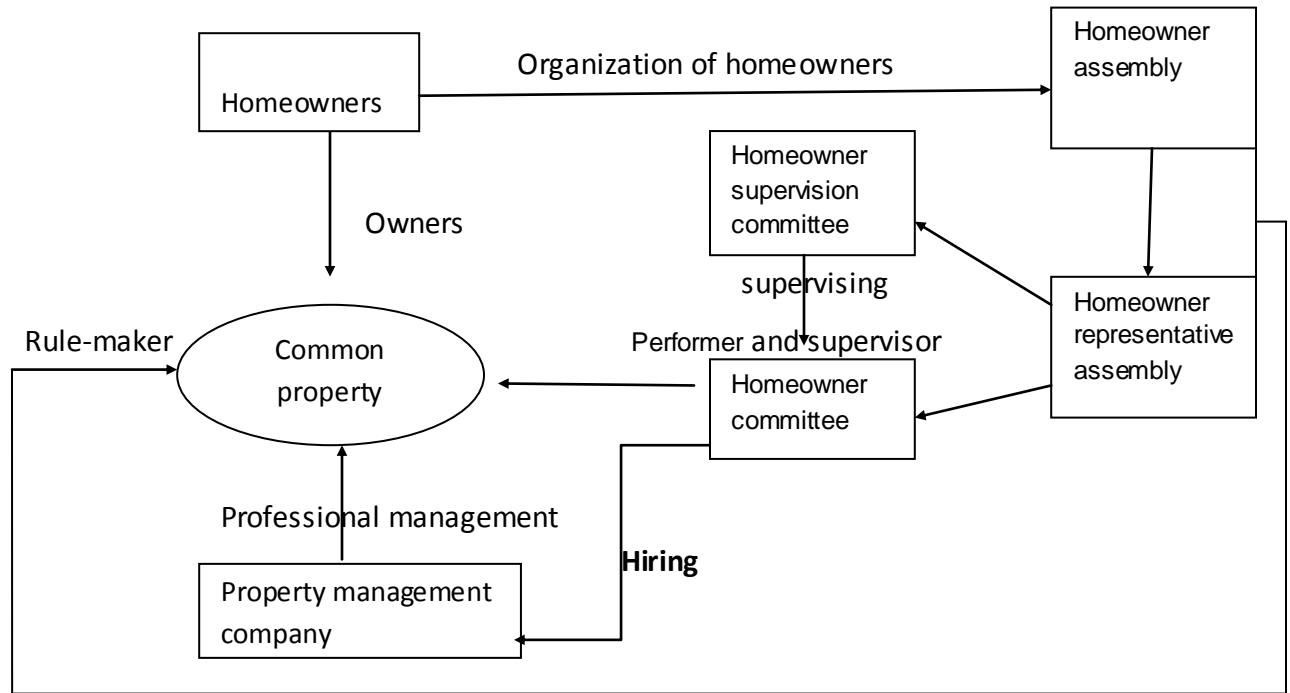 Homeowners
Organization of homeowners
Homeowner
assembly
Homeowner
supervision
committee
Owners
supervising
Homeowner
representative
assembly
Rule-maker
Common
property
Performer and supervisor
Homeowner
committee
Professional management
Hiring
Property management
company